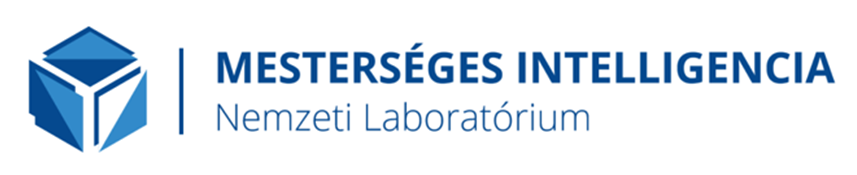 MESTERSÉGES INTELLIGENCIA
Nemzeti Laboratórium